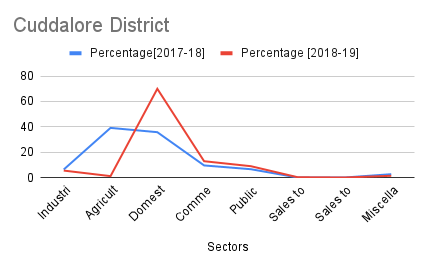 Cuddalore District
Percentage[2017-18] Percentage [2018-19]
80
60
40
20
0
Industri
Agricult
Domest
Comme
Public
Sales to
Sales to
Miscella
Sectors